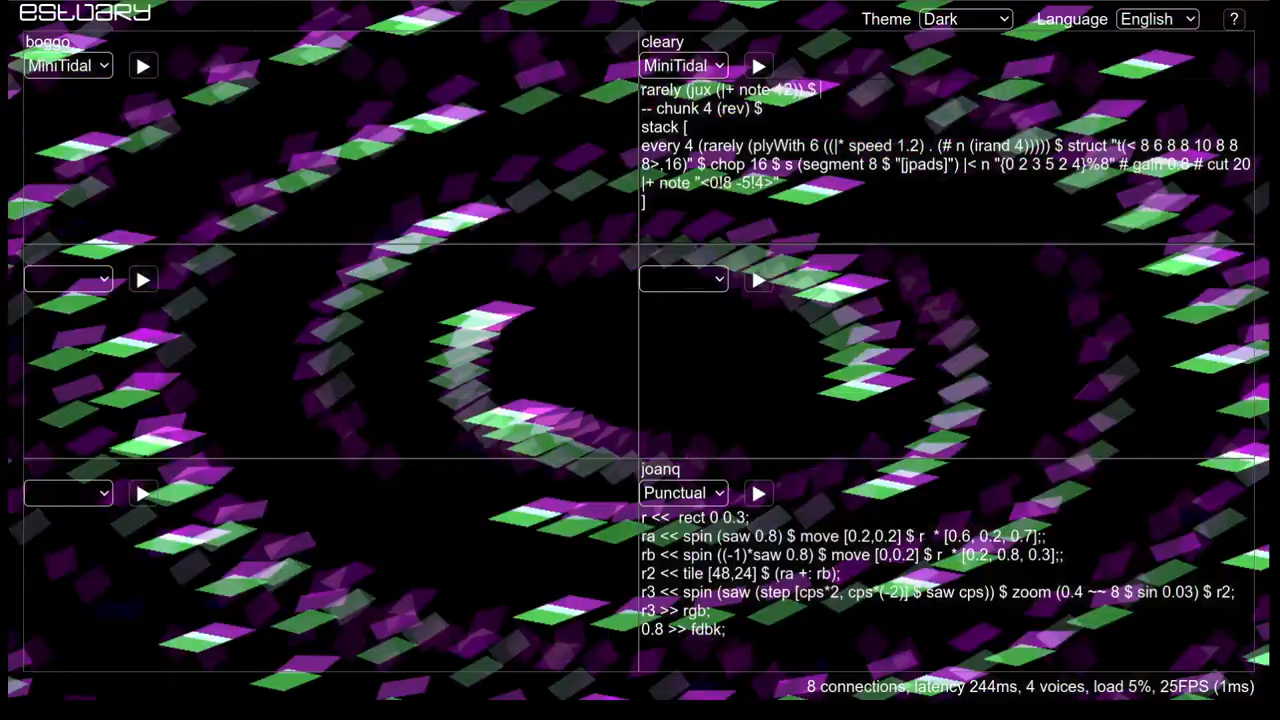 estuary
Theme Dark Language English ?
boggo
MiniTidal
cleary
MiniTidal
rarely (jux (|+ note 12)) $
-- chunk 4 (rev) $
stack [
every 4 (rarely (plyWith 6 ((|* speed 1.2) . (# n (irand 4))))) $ struct "t(< 8 6 8 8 10 8 8
8>,16)" $ chop 16 $ s (segment 8 $ "[jpads]") |< n "{0 2 3 5 2 4}%8" # gain 0.8 # cut 20
|+ note "<0!8 -5!4>"
]
joanq
Punctual
r << rect 0 0.3;
ra << spin (saw 0.8) $ move [0.2,0.2] $ r * [0.6, 0.2, 0.7];;
rb << spin ((-1)*saw 0.8) $ move [0,0.2] $ r * [0.2, 0.8, 0.3];;
r2 << tile [48,24] $ (ra +: rb);
r3 << spin (saw (step [cps*2, cps*(-2)] $ saw cps)) $ zoom (0.4 ~~ 8 $ sin 0.03) $ r2;
r3 >> rgb;
0.8 >> fdbk;
8 connections, latency 244ms, 4 voices, load 5%, 25FPS (1ms)